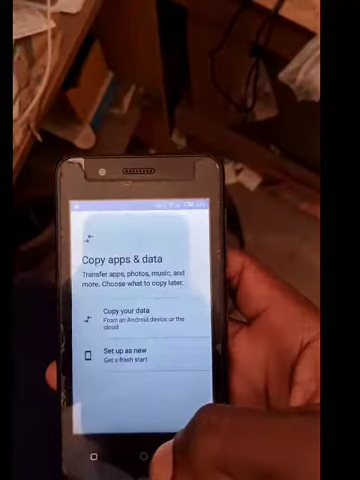 Copy apps & data
Transfer apps, photos, music, and
more. Choose what to copy later.
Copy your data
From an Android device or the
cloud
Set up as new
Get a fresh start